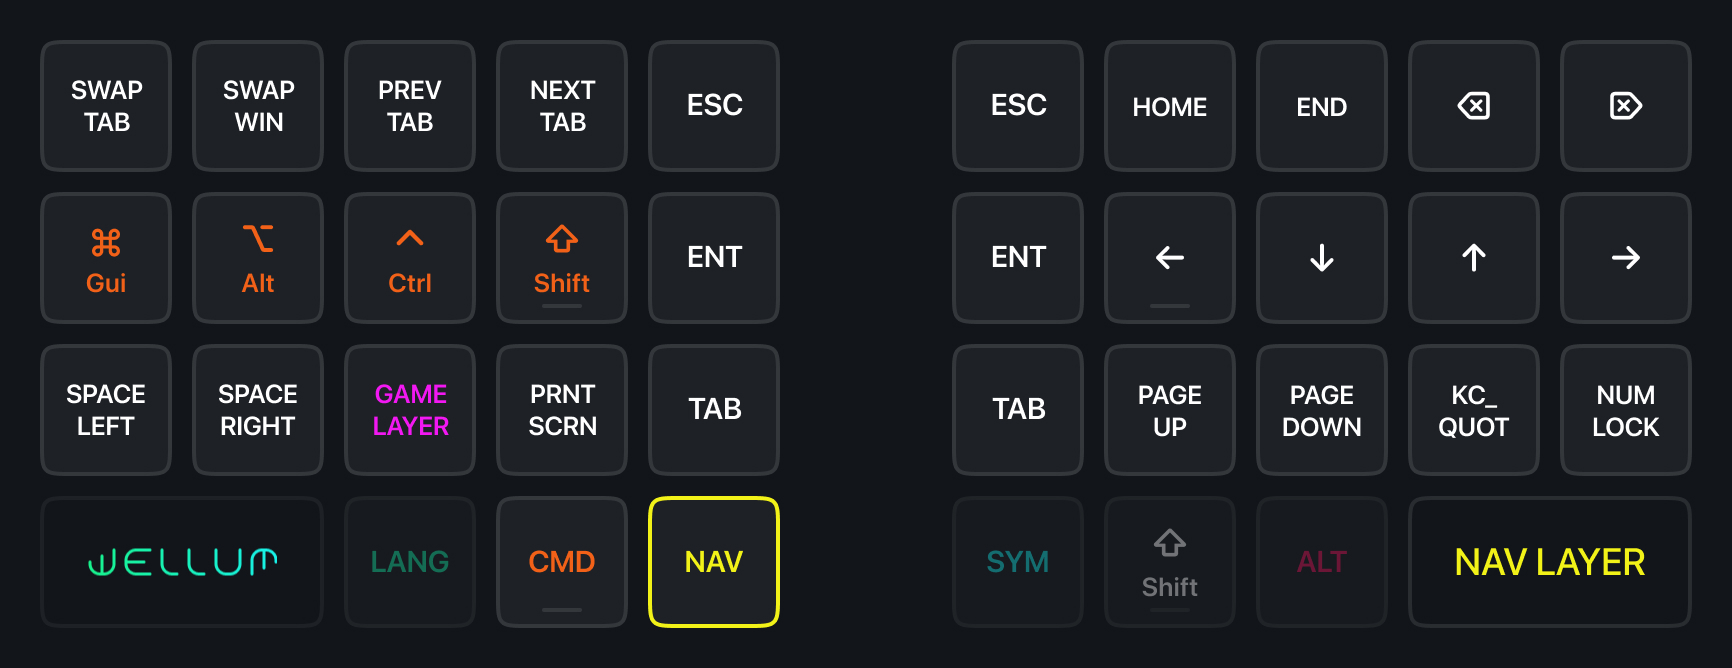 SWAP
TAB
SWAP
WIN
PREV
TAB
NEXT
TAB
ESC
ESC
HOME
END
⌘
Gui
⌥
Alt
Ctrl
Shift
ENT
ENT
←
↓
↑
→
SPACE
LEFT
SPACE
RIGHT
GAME
LAYER
PRNT
SCRN
TAB
TAB
PAGE
UP
PAGE
DOWN
KC_
QUOT
NUM
LOCK
WELLUM
LANG
CMD
NAV
SYM
Shift
ALT
NAV LAYER